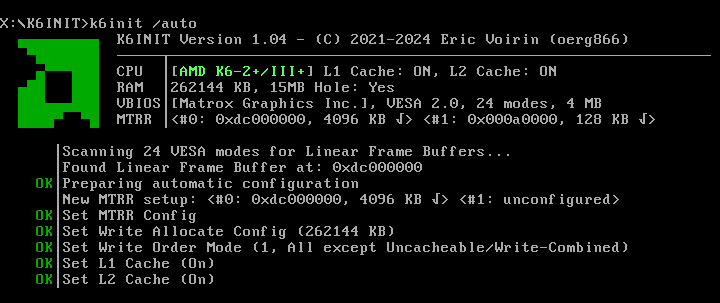 X:\K6INIT>k6init /auto
K6INIT Version 1.04 - (C) 2021-2024 Eric Voirin (oerg866)
CPU [AMD K6-2+/III+] L1 Cache: ON, L2 Cache: ON
RAM 262144 KB, 15MB Hole: Yes
VBIOS [Matrox Graphics Inc.], VESA 2.0, 24 modes, 4 MB
MTRR <#0: 0xdc000000, 4096 KB √> <#1: 0x000a0000, 128 KB √>
Scanning 24 VESA modes for Linear Frame Buffers...
Found Linear Frame Buffer at: 0xdc000000
OK Preparing automatic configuration
New MTRR setup: <#0: 0xdc000000, 4096 KB √> <#1: unconfigured>
OK Set MTRR Config
OK Set Write Allocate Config (262144 KB)
OK Set Write Order Mode (1, All except Uncacheable/Write-Combined)
OK Set L1 Cache (On)
OK Set L2 Cache (On)